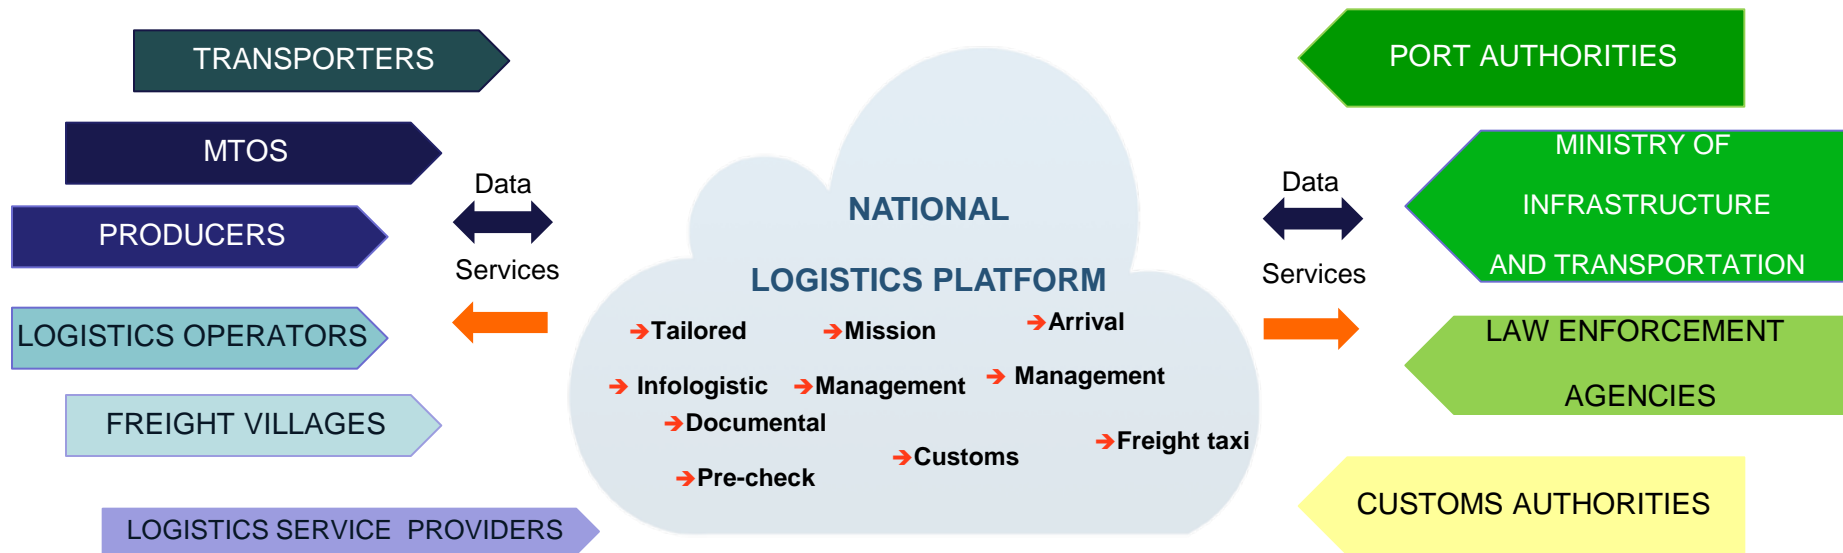 TRANSPORTERS
MTOS
PRODUCERS
LOGISTICS OPERATORS
FREIGHT VILLAGES
LOGISTICS SERVICE PROVIDERS
Data
Services
NATIONAL
LOGISTICS PLATFORM
➔Tailored
➔ Infologistic
➔Mission
➔Management
➔Arrival
➔ Management
➔Documental
➔Pre-check
➔Customs
➔Freight taxi
Data
Services
PORT AUTHORITIES
MINISTRY OF
INFRASTRUCTURE
AND TRANSPORTATION
LAW ENFORCEMENT
AGENCIES
CUSTOMS AUTHORITIES